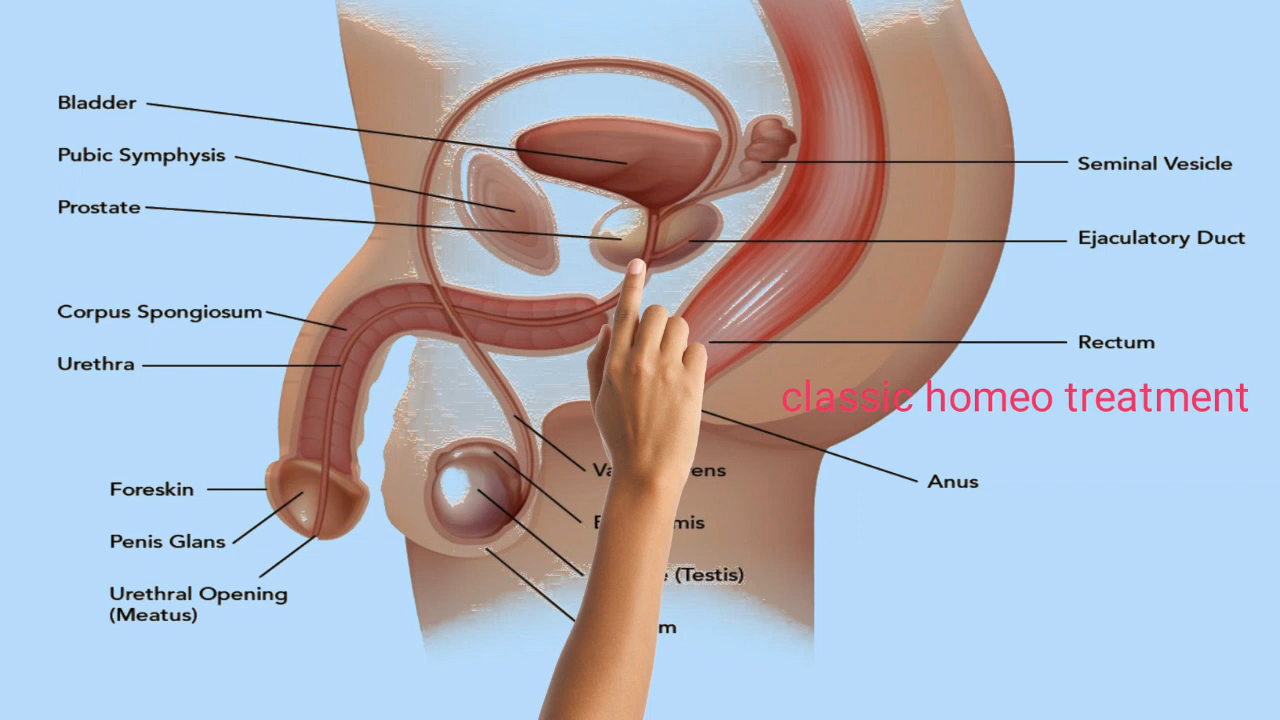 Bladder
Pubic Symphysis
Prostate
Corpus Spongiosum
Urethra
Foreskin
Penis Glans
Urethral Opening
(Meatus)
Seminal Vesicle
Ejaculatory Duct
Rectum
classic homeo treatment
Anus
(Testis)